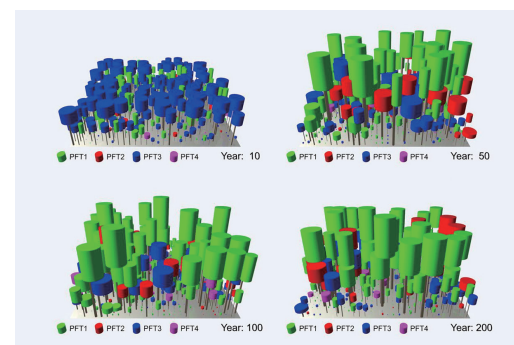 PFT1 PFT2 PFT3 PFT4 Year: 10
PFT1 PFT2 PFT3 PFT4 Year: 50
PFT1 PFT2 PFT3 PFT4 Year: 100
PFT1 PFT2 PFT3 PFT4 Year: 200